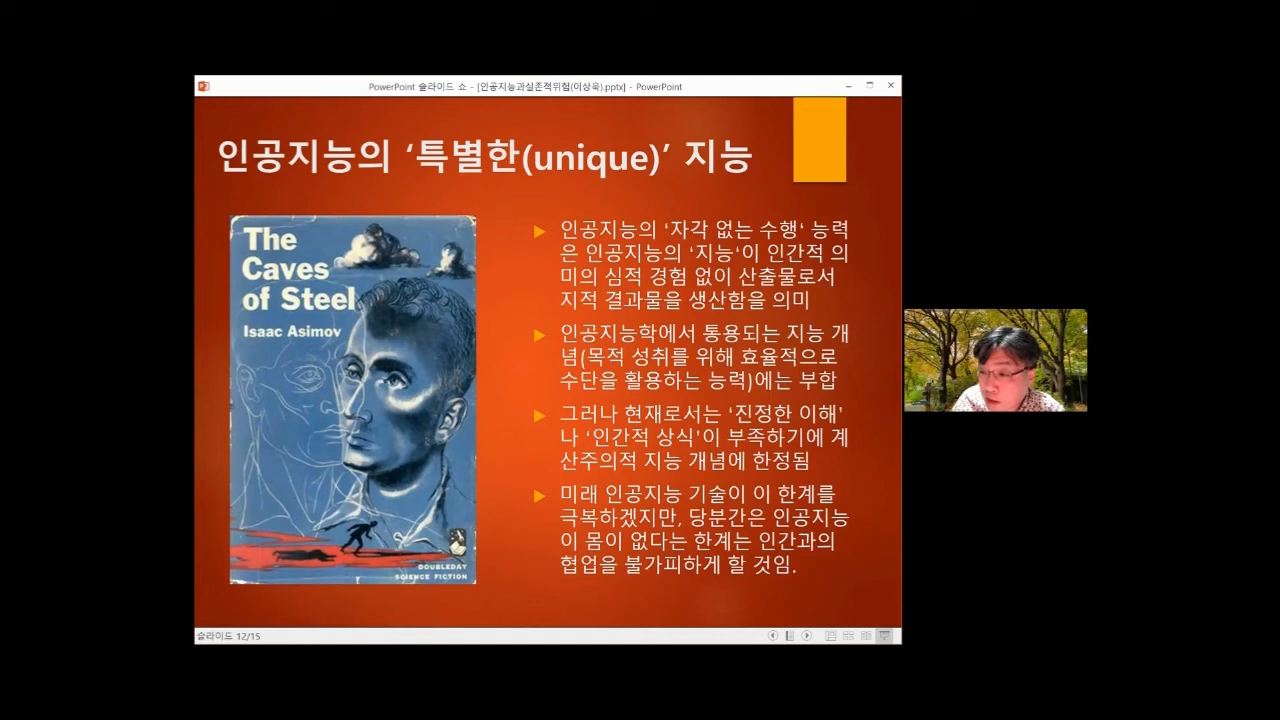 PowerPoint 슬라이드 쇼 - [인공지능과실존적위험(이상욱).pptx] - PowerPoint
인공지능의 ‘특별한(unique)’ 지능
The
Caves
of Steel
Isaac Asimov
DOUBLEDAY
SCIENCE FICTION
인공지능의 ‘자각 없는 수행‘ 능력
은 인공지능의 ‘지능‘이 인간적 의
미의 심적 경험 없이 산출물로서
지적 결과물을 생산함을 의미
인공지능학에서 통용되는 지능 개
념(목적 성취를 위해 효율적으로
수단을 활용하는 능력)에는 부합
그러나 현재로서는 ‘진정한 이해’
나 ‘인간적 상식’이 부족하기에 계
산주의적 지능 개념에 한정됨
미래 인공지능 기술이 이 한계를
극복하겠지만, 당분간은 인공지능
이 몸이 없다는 한계는 인간과의
협업을 불가피하게 할 것임.
슬라이드 12/15